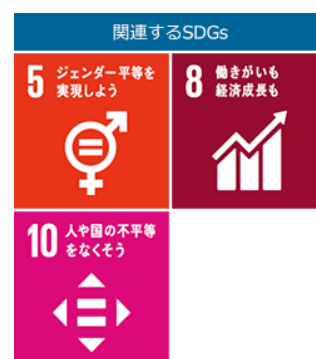 関連するSDGs
5 ジェンダー平等を
実現しよう
8 働きがいも
経済成長も
10 人や国の不平等
をなくそう